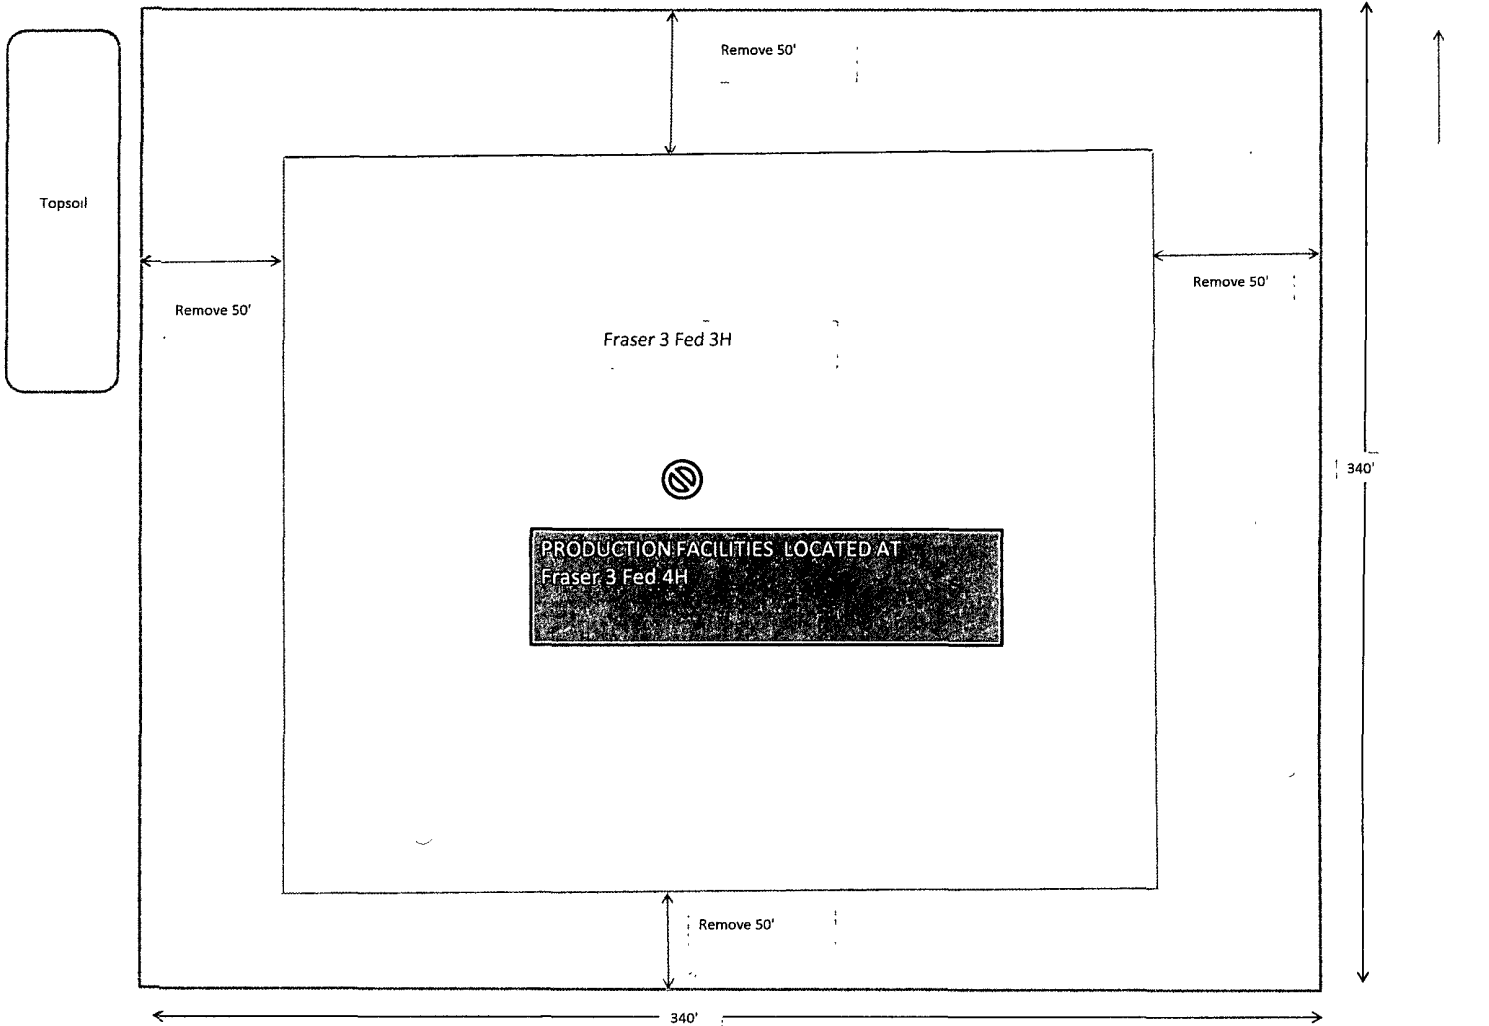 Remove 50'
Topsoil
Remove 50'
Remove 50'
Fraser 3 Fed 3H
340'
PRODUCTION FACILITIES LOCATED AT
Fraser 3 Fed 4H
Remove 50'
340'